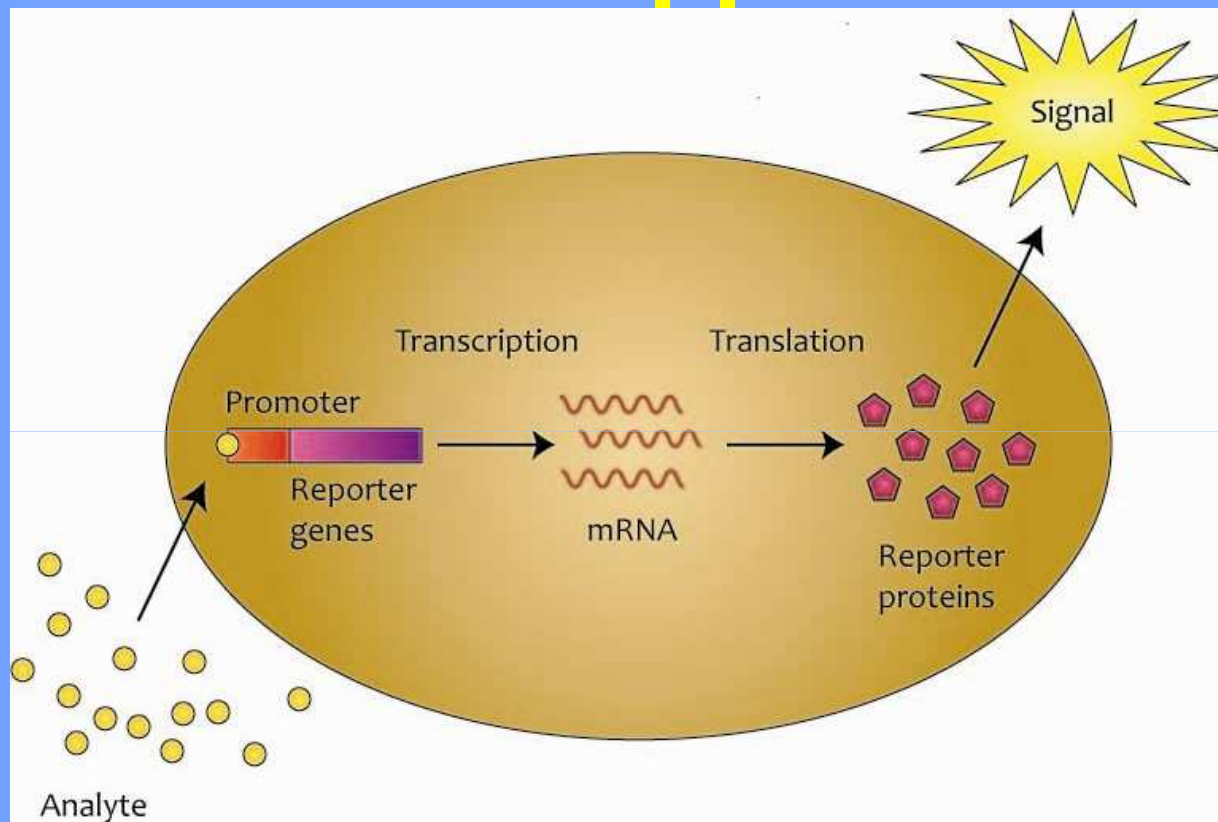 Signal
Transcription
Translation
Promoter
Reporter
genes
mRNA
Reporter
proteins
Analyte